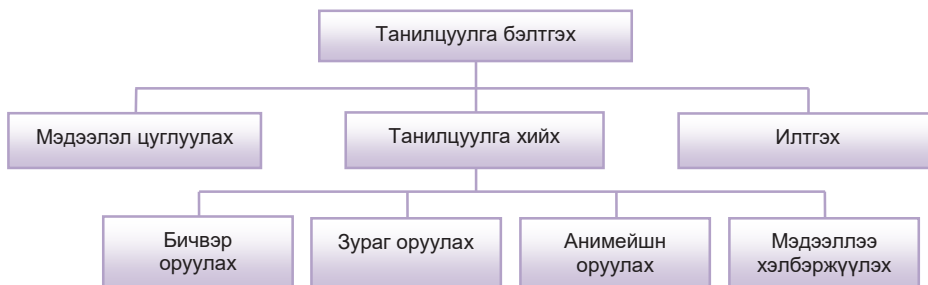 Танилцуулга бэлтгэх
Мэдээлэл цуглуулах
Танилцуулга хийх
Илтгэх
Бичвэр
оруулах
Зураг оруулах
Анимейшн
оруулах
Мэдээллээ
хэлбэржүүлэх